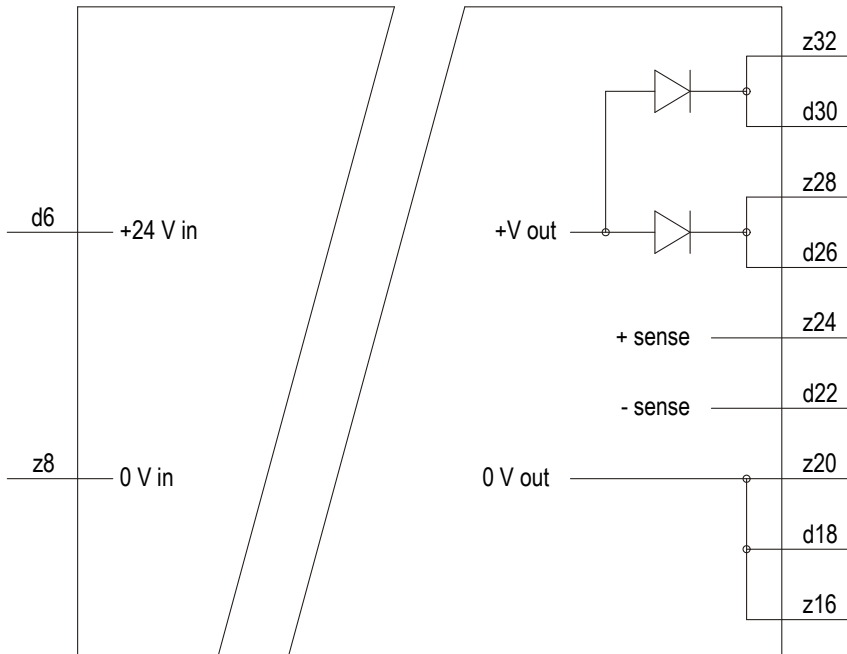 z32
d30
z28
d6
+24 V in
+V out
d26
+ sense
z24
- sense
d22
z8
0 V in
0 V out
z20
d18
z16